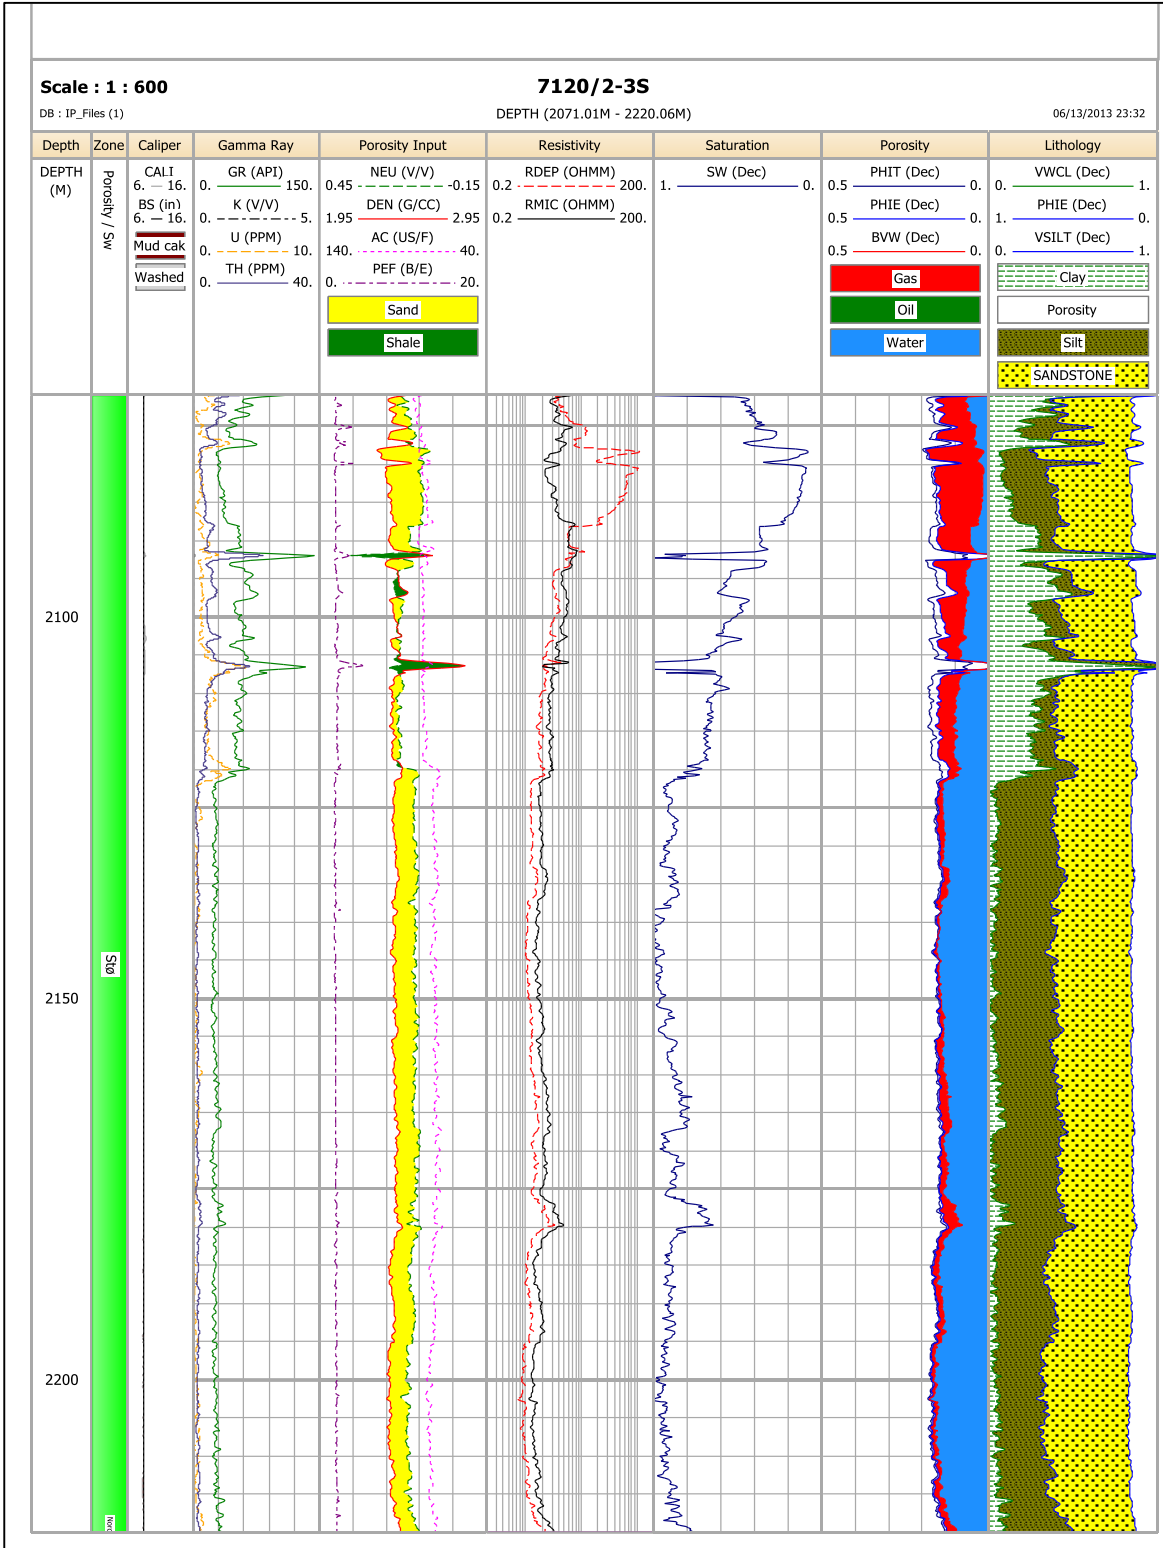 Scale : 1 : 600
7120/2-3S
DB : IP_Files (1)
DEPTH (2071.01M - 2220.06M)
06/13/2013 23:32
Depth Zone Caliper Gamma Ray Porosity Input Resistivity Saturation Porosity Lithology
DEPTH
(M)
Porosity / Sw
CALI
6. 16.
BS (in)
6. 16.
Mud cak
Washed
GR (API)
0. 150.
K (V/V)
0. 5.
U (PPM)
0. 10.
TH (PPM)
0. 40.
NEU (V/V)
0.45 -0.15
DEN (G/CC)
1.95 2.95
AC (US/F)
140. 40.
PEF (B/E)
0. 20.
Sand
Shale
RDEP (OHMM)
0.2 200.
RMIC (OHMM)
0.2 200.
SW (Dec)
1. 0.
PHIT (Dec)
0.5 0.
PHIE (Dec)
0.5 0.
BVW (Dec)
0.5 0.
Gas
Oil
Water
VWCL (Dec)
0. 1.
PHIE (Dec)
1. 0.
VSILT (Dec)
0. 1.
Clay
Porosity
Silt
SANDSTONE
2100
Stø
2150
2200